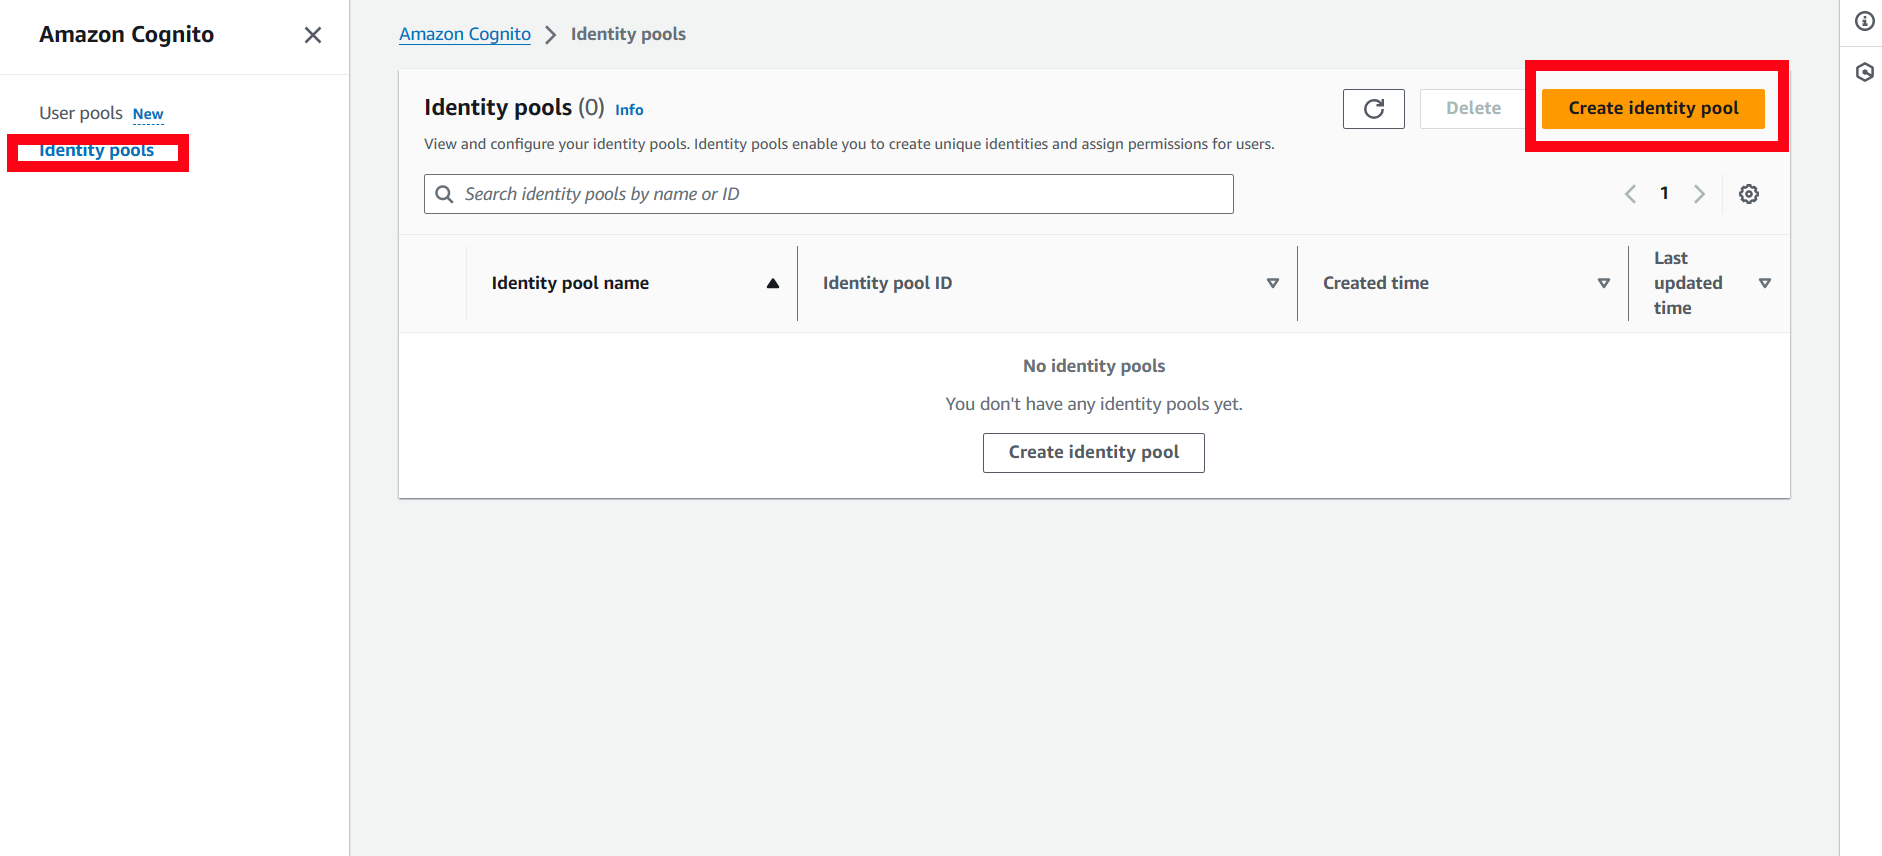 Amazon Cognito
User pools New
Identity pools
Amazon Cognito Identity pools
Identity pools (0) Info
Delete
Create identity pool
View and configure your identity pools. Identity pools enable you to create unique identities and assign permissions for users.
Search identity pools by name or ID
1
Identity pool name
Identity pool ID
Created time
Last
updated
time
No identity pools
You don't have any identity pools yet.
Create identity pool